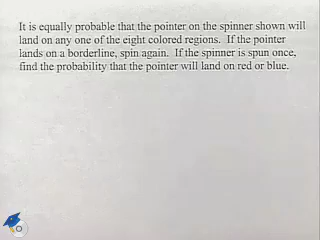 It is equally probable that the pointer on the spinner shown will
land on any one of the eight colored regions.  If the pointer
lands on a borderline, spin again.  If the spinner is spun once,
find the probability that the pointer will land on red or blue.